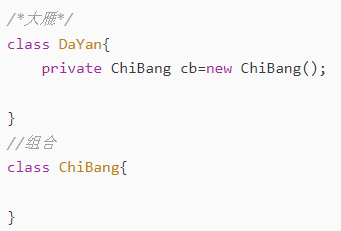 /*大雁*/
class DaYan{
    private ChiBang cb=new ChiBang();
}
//组合
class ChiBang{
}